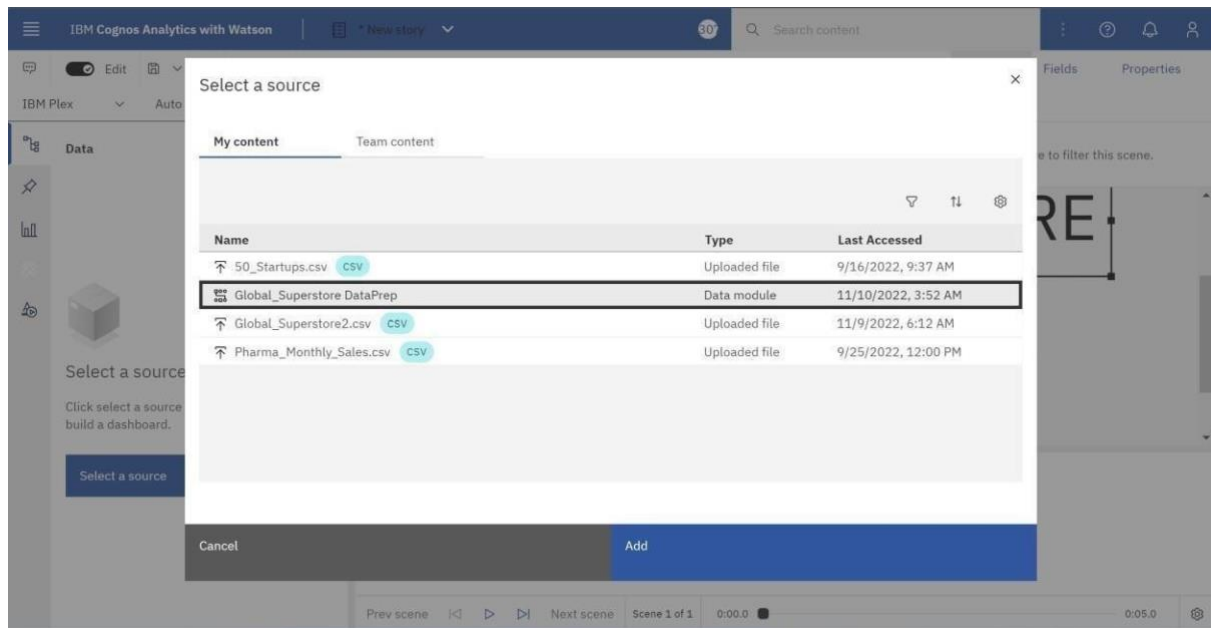 IBM Cognos Analytics with Watson * New story 307 Search content
Edit Fields Properties
IBM Plex Auto
Select a source
My content Team content
Data
e to filter this scene.
RE
Name Type Last Accessed
50_Startups.csv CSV Uploaded file 9/16/2022, 9:37 AM
Global_Superstore DataPrep Data module 11/10/2022, 3:52 AM
Global_Superstore2.csv CSV Uploaded file 11/9/2022, 6:12 AM
Pharma_Monthly_Sales.csv CSV Uploaded file 9/25/2022, 12:00 PM
Select a source
Click select a source
build a dashboard.
Select a source
Cancel Add
Prev scene Next scene Scene 1 of 1 0:00.0 0:05.0